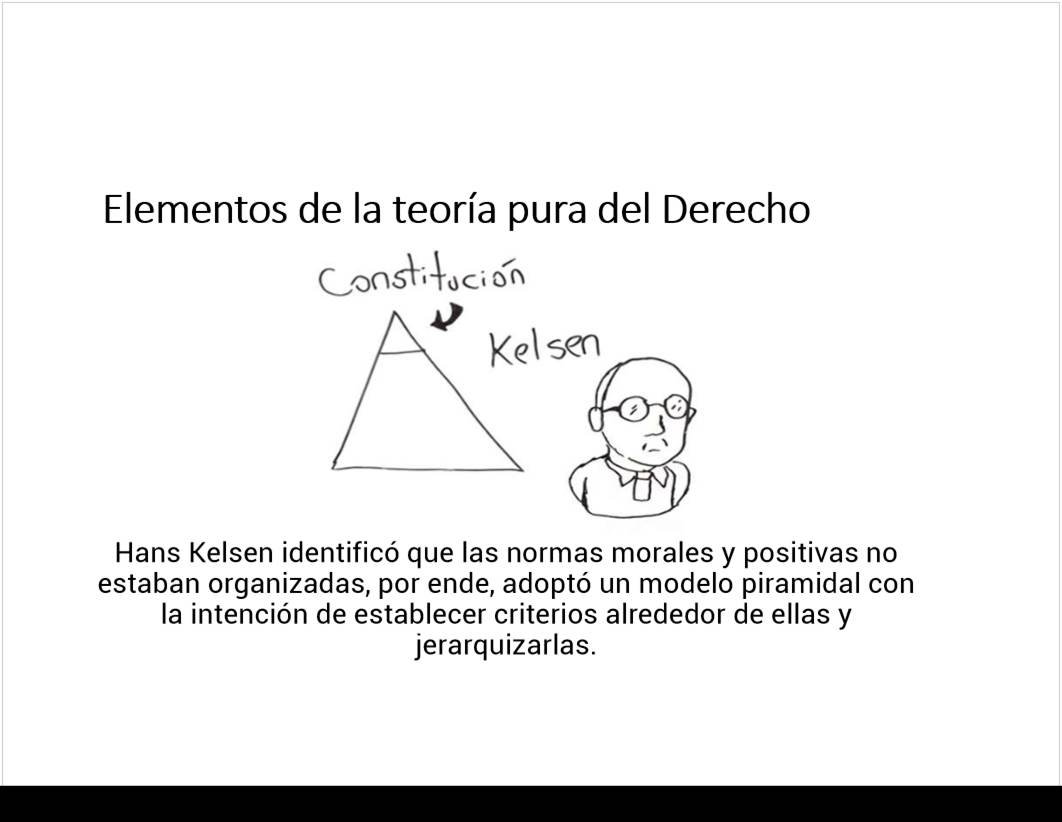 Elementos de la teoría pura del Derecho
Constitución
Kelsen
Hans Kelsen identificó que las normas morales y positivas no
estaban organizadas, por ende, adoptó un modelo piramidal con
la intención de establecer criterios alrededor de ellas y
jerarquizarlas.